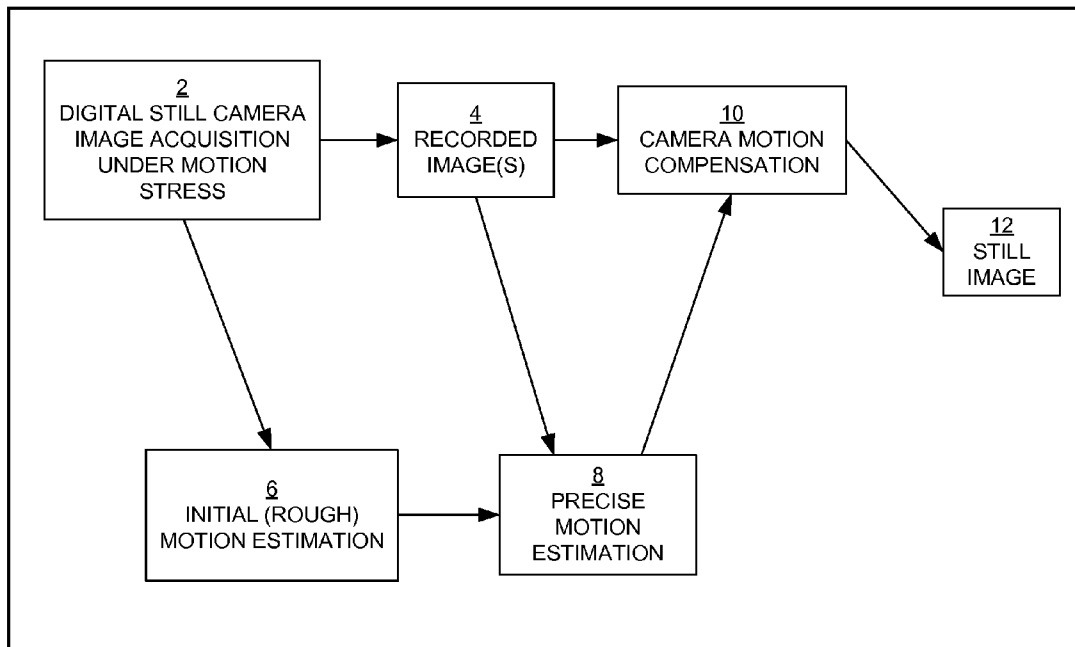 2
DIGITAL STILL CAMERA
IMAGE ACQUISITION
UNDER MOTION
STRESS
4
RECORDED
IMAGE(S)
10
CAMERA MOTION
COMPENSATION
12
STILL
IMAGE
6
INITIAL (ROUGH)
MOTION ESTIMATION
8
PRECISE
MOTION
ESTIMATION